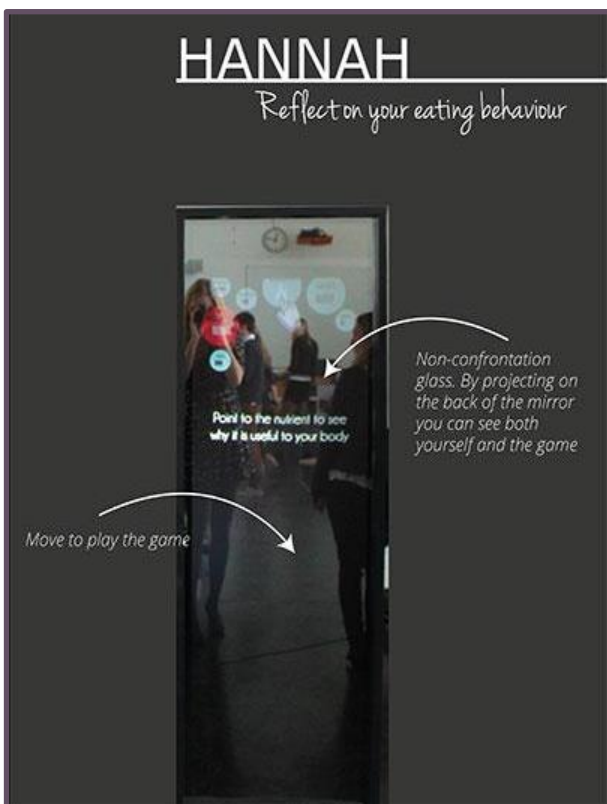 HANNAH
Reflect on your eating behaviour
Non-confrontation
glass. By projecting on
the back of the mirror
you can see both
yourself and the game
Point to the nutrient to see
why it is useful to your body
Move to play the game